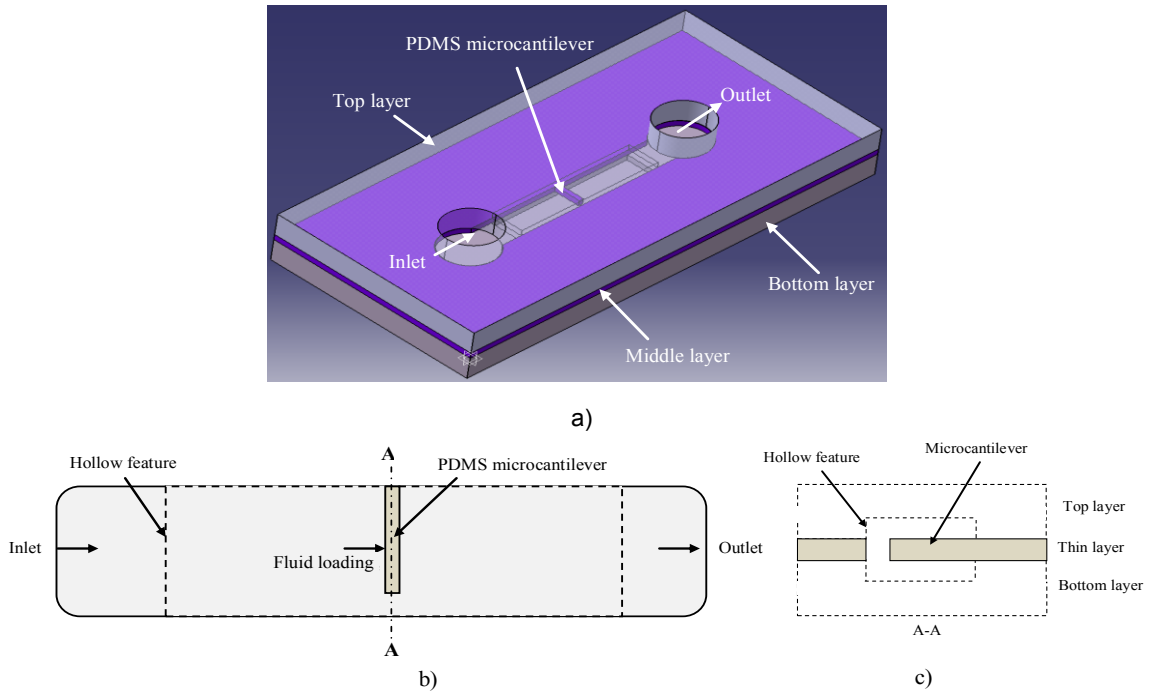 PDMS microcantilever
Outlet
Top layer
Inlet
Bottom layer
Middle layer
a)
A
Hollow feature
PDMS microcantilever
Inlet
Fluid loading
Outlet
A
b)
Microcantilever
Hollow feature
Top layer
Thin layer
Bottom layer
A-A
c)